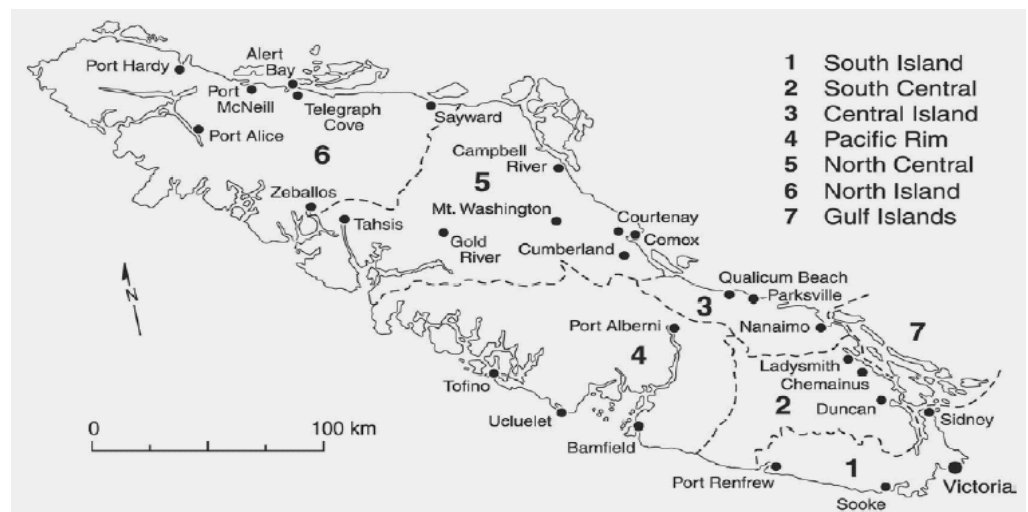 Port Hardy
Alert
Bay
Port
McNeill
Telegraph
Cove
Port Alice
Sayward
6
Campbell
River
5
Zeballos
Tahsis
Mt. Washington
Gold
River
Courtenay
Comox
Cumberland
N
Qualicum Beach
Parksville
3
Nanaimo
7
Port Alberni
4
Ladysmith
Chemainus
2
Duncan
Sidnoy
Tofino
Ucluelet
Bamfield
0
100 km
Port Renfrew
1
Sooke
Victoria
1 South Island
2 South Central
3 Central Island
4 Pacific Rim
5 North Central
6 North Island
7 Gulf Islands